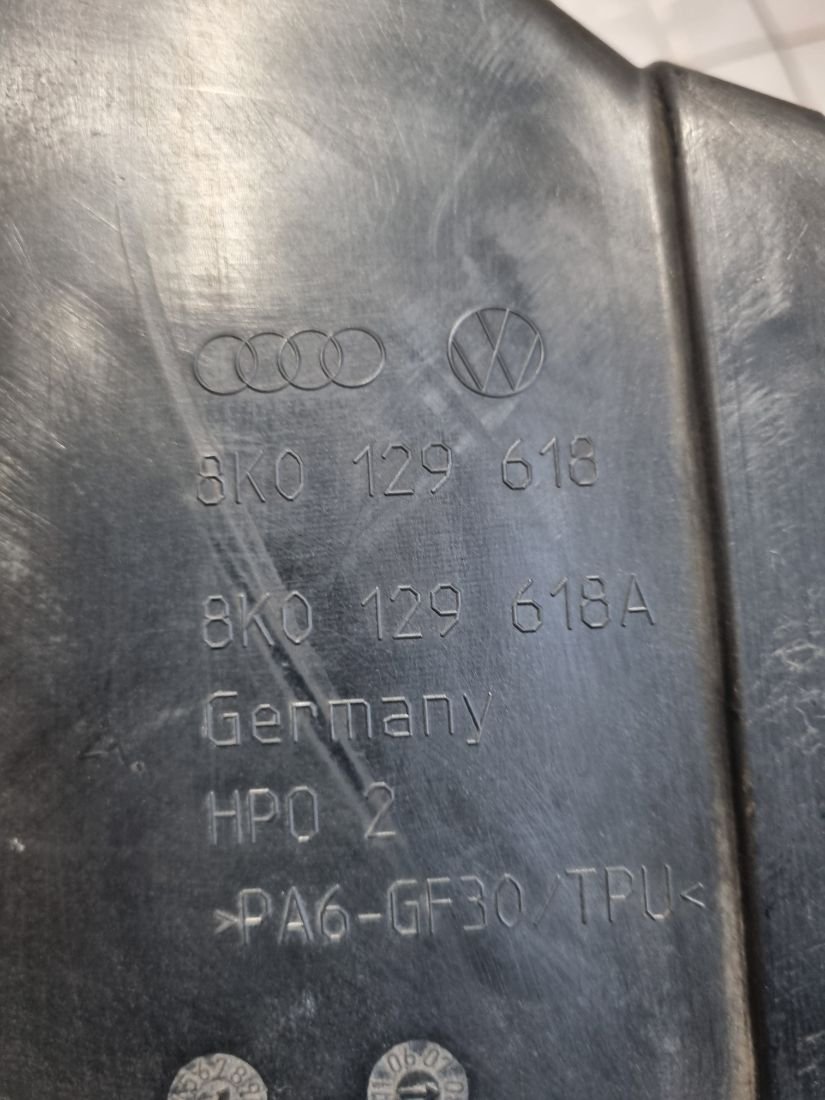 8K0 129 618
8K0 129 618A
Germany
HPO 2
>PA6-GF30/TPU<